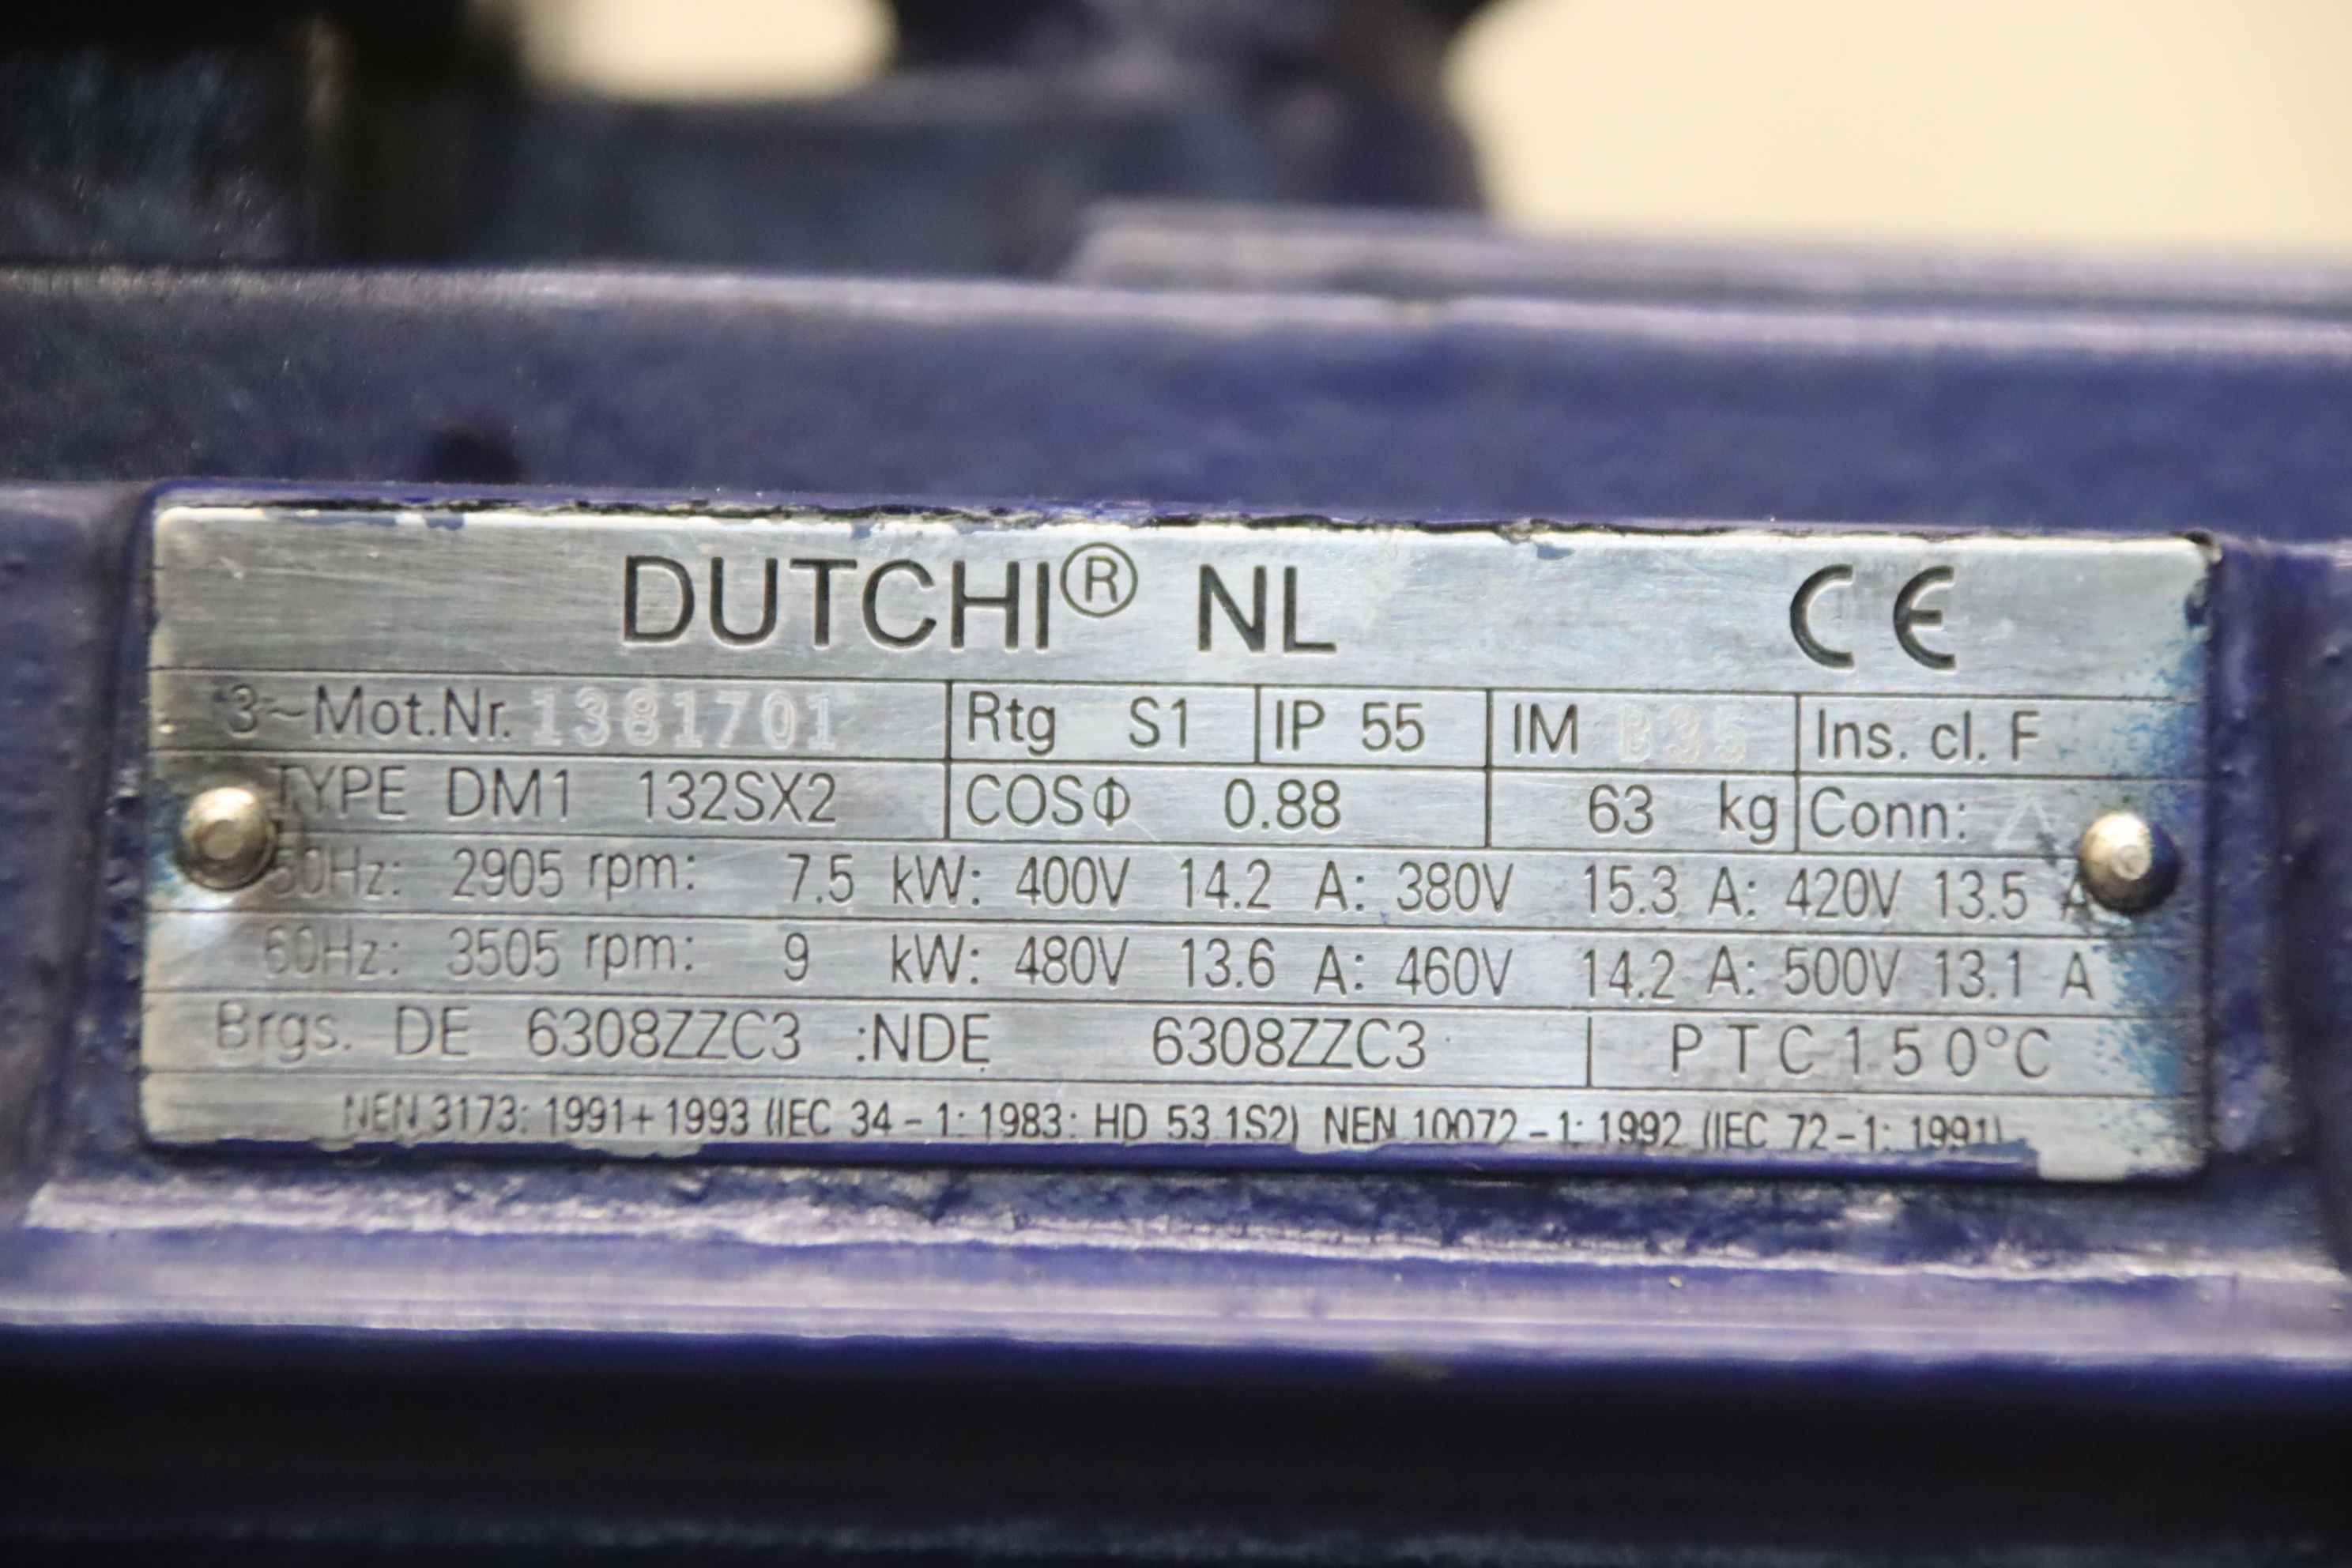 DUTCHI® NL CE
3~Mot.Nr. 1381701 Rtg S1 IP 55 IM B35 Ins. cl. F
TYPE DM1 132SX2 COSΦ 0.88 63 kg Conn: △
50Hz: 2905 rpm: 7.5 kW: 400V 14.2 A: 380V 15.3 A: 420V 13.5 A
60Hz: 3505 rpm: 9 kW: 480V 13.6 A: 460V 14.2 A: 500V 13.1 A
Brgs. DE 6308ZZC3 :NDE 6308ZZC3 PTC 150°C
NEN 3173: 1991+1993 (IEC 34-1: 1983: HD 53 1S2) NEN 10072-1: 1992 (IEC 72-1: 1991)